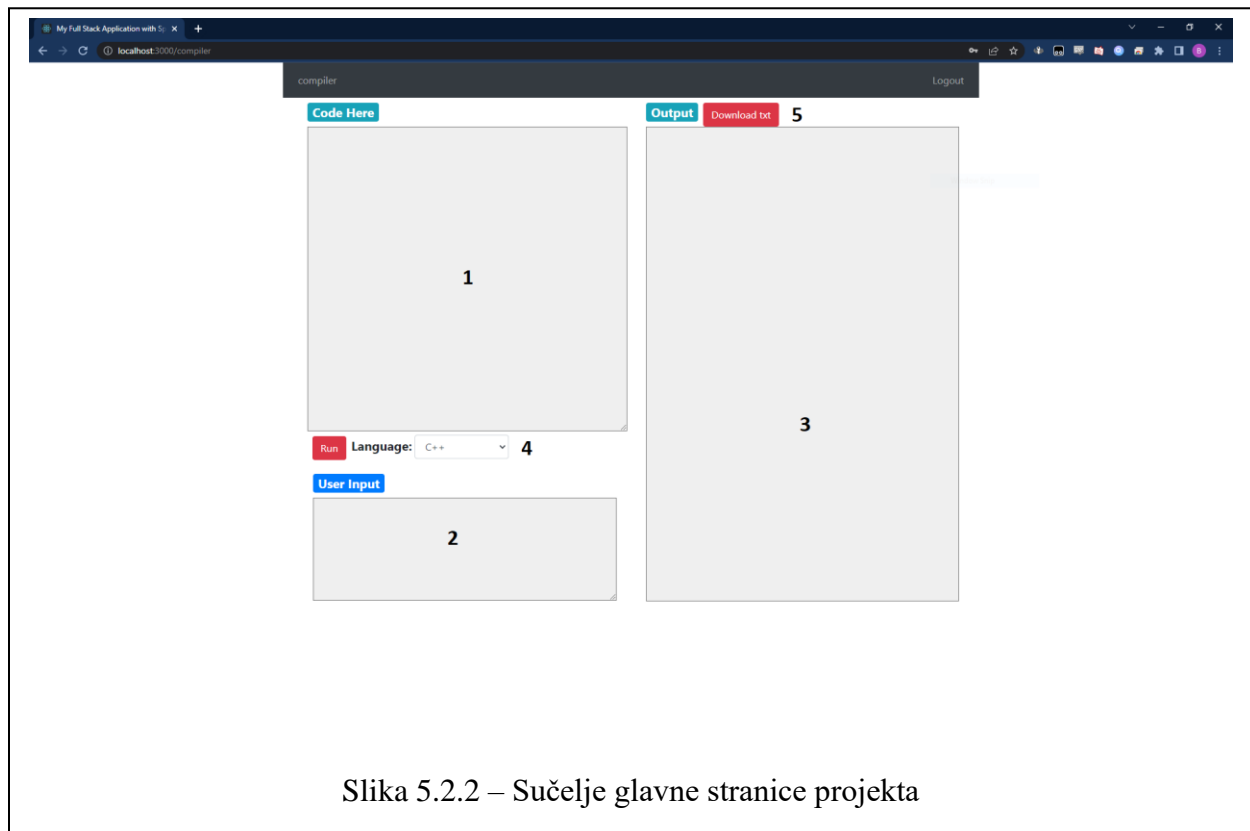 My Full Stack Application with Sp
localhost:3000/compiler
compiler
Logout
Code Here
Output
Download txt
5
1
3
Run
Language:
C++
4
User Input
2
Slika 5.2.2 – Sučelje glavne stranice projekta